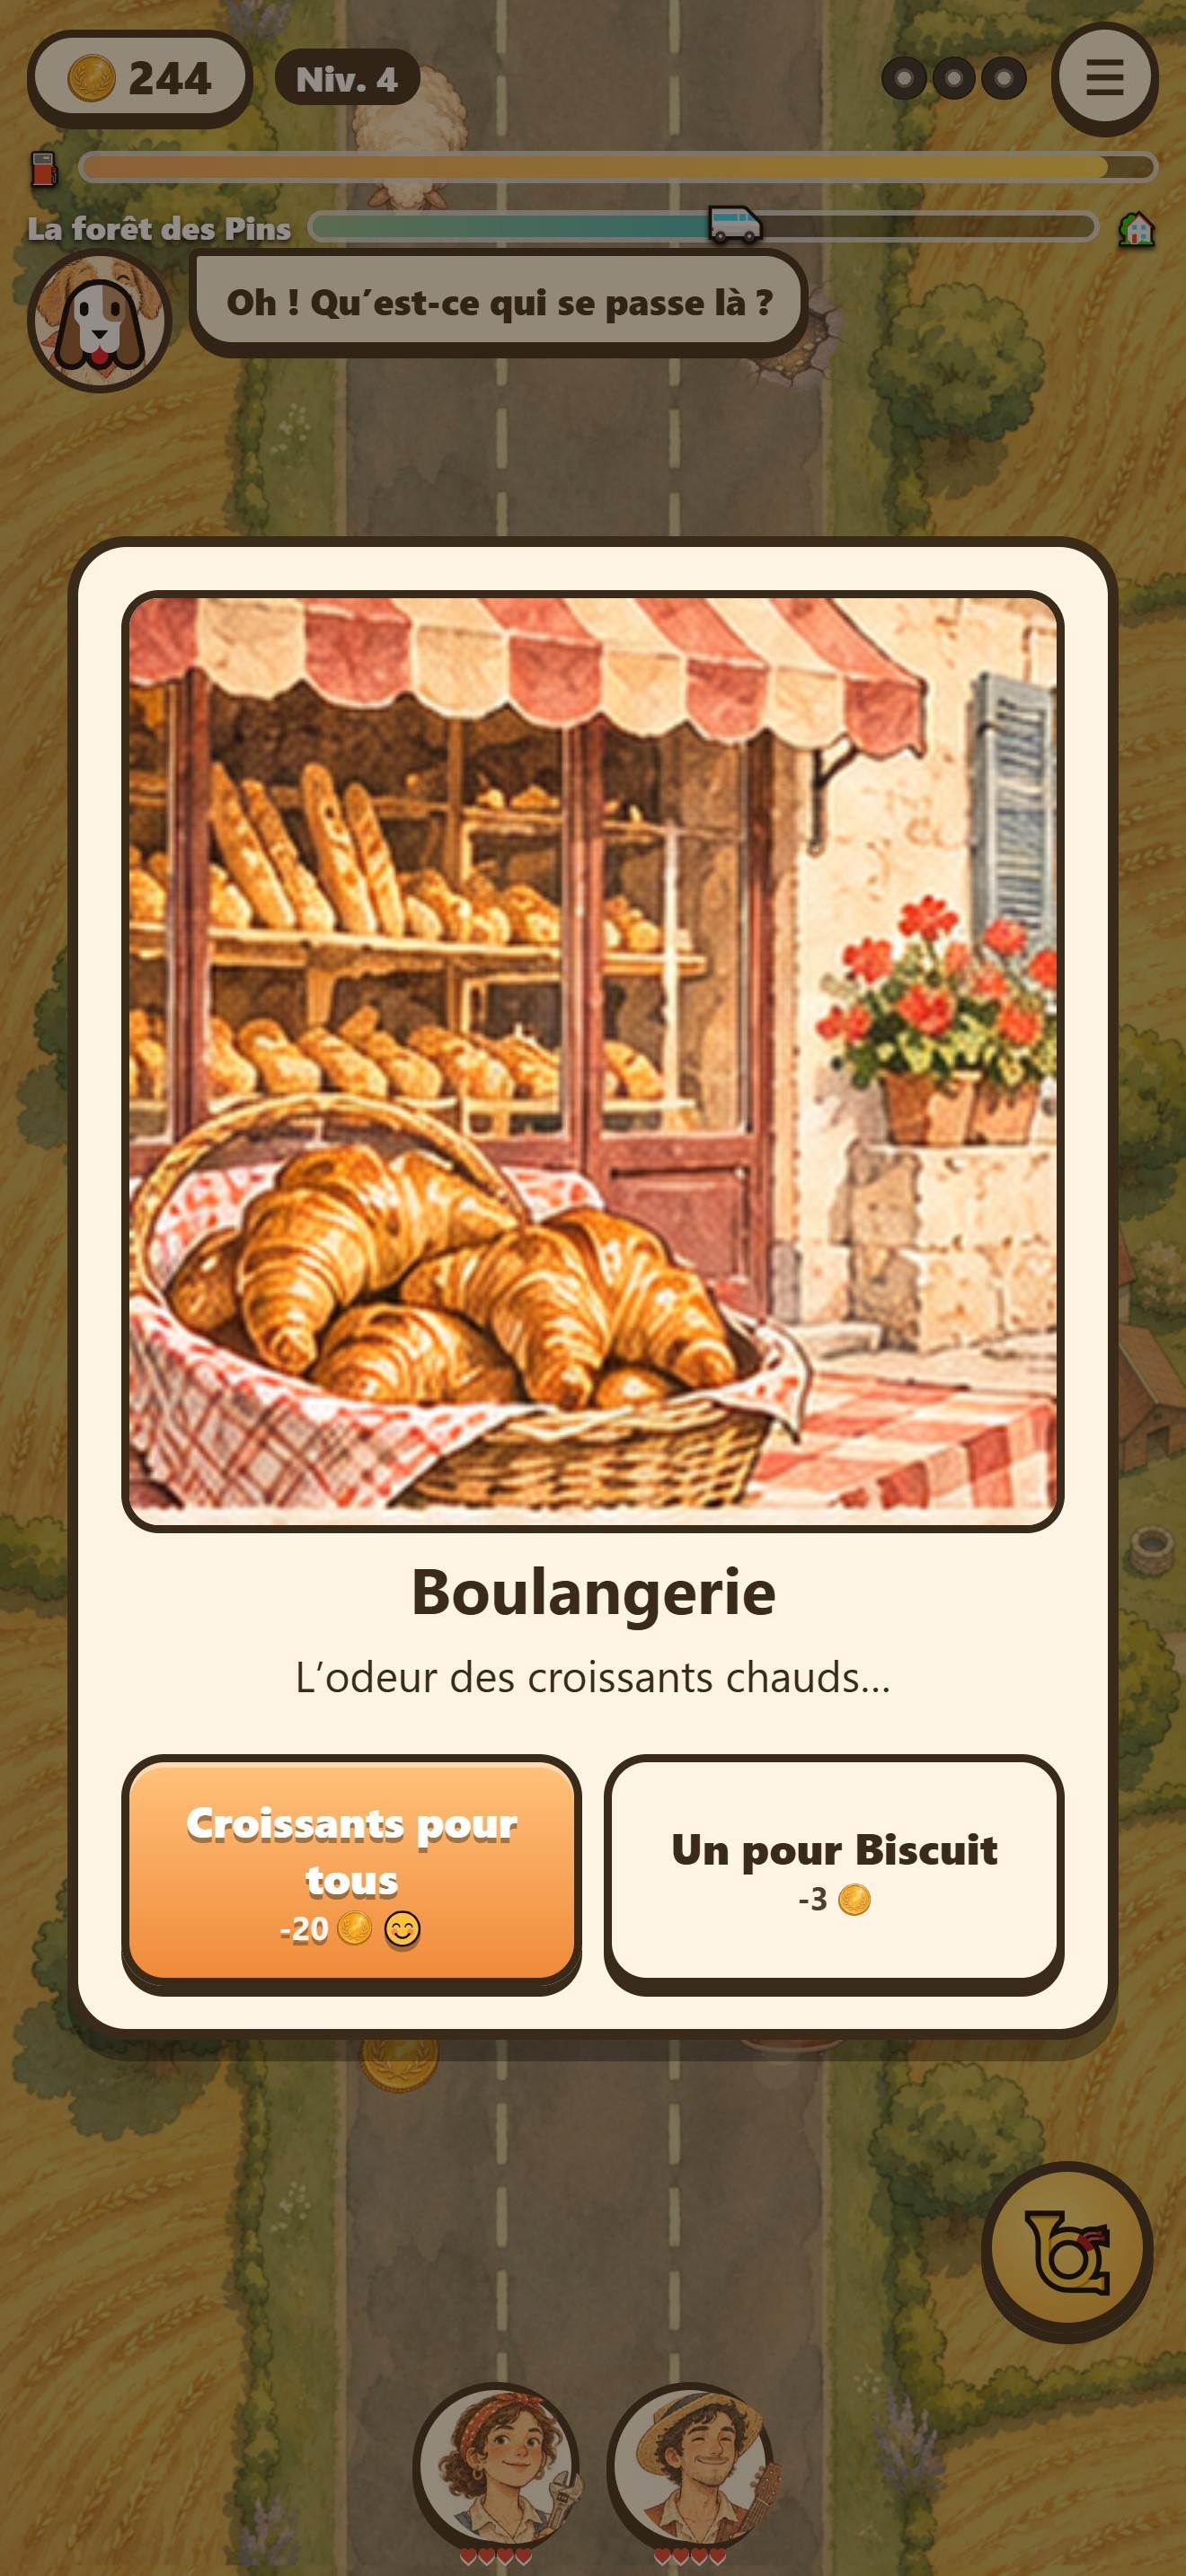 244
Niv. 4
La forêt des Pins
Oh ! Qu’est-ce qui se passe là ?
Boulangerie
L’odeur des croissants chauds…
Croissants pour
tous
-20
Un pour Biscuit
-3